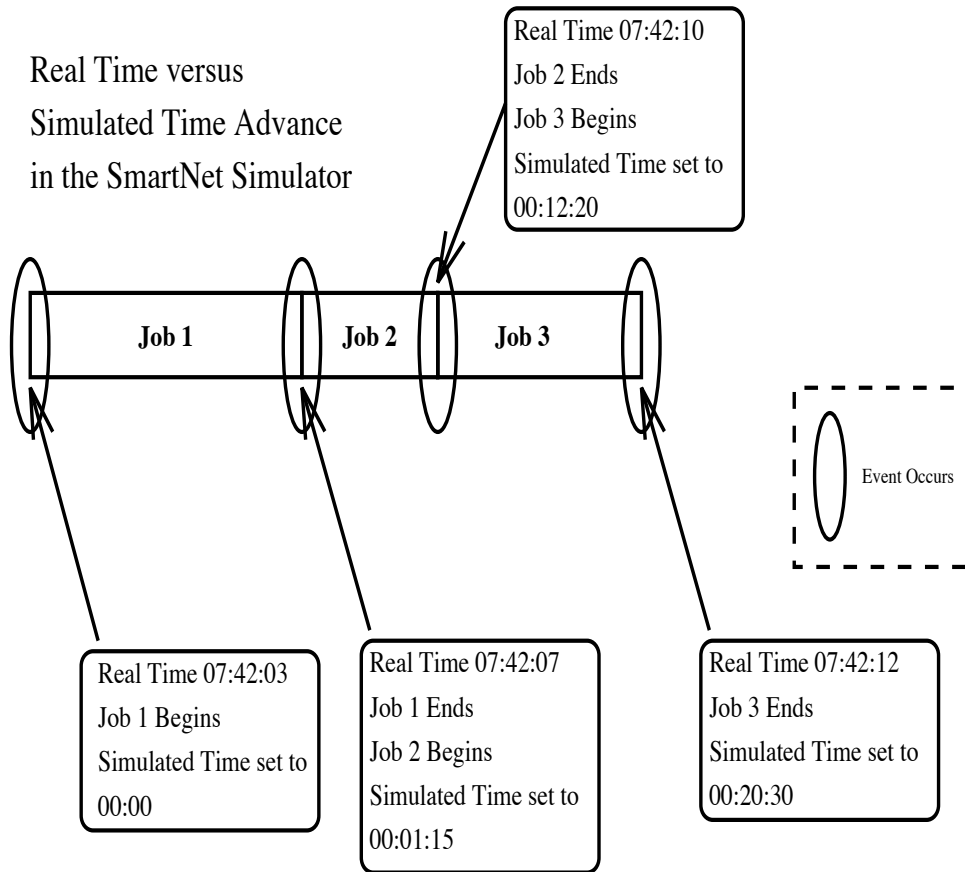 Real Time versus
Simulated Time Advance
in the SmartNet Simulator
Real Time 07:42:10
Job 2 Ends
Job 3 Begins
Simulated Time set to
00:12:20
Job 1
Job 2
Job 3
Event Occurs
Real Time 07:42:03
Job 1 Begins
Simulated Time set to
00:00
Real Time 07:42:07
Job 1 Ends
Job 2 Begins
Simulated Time set to
00:01:15
Real Time 07:42:12
Job 3 Ends
Simulated Time set to
00:20:30